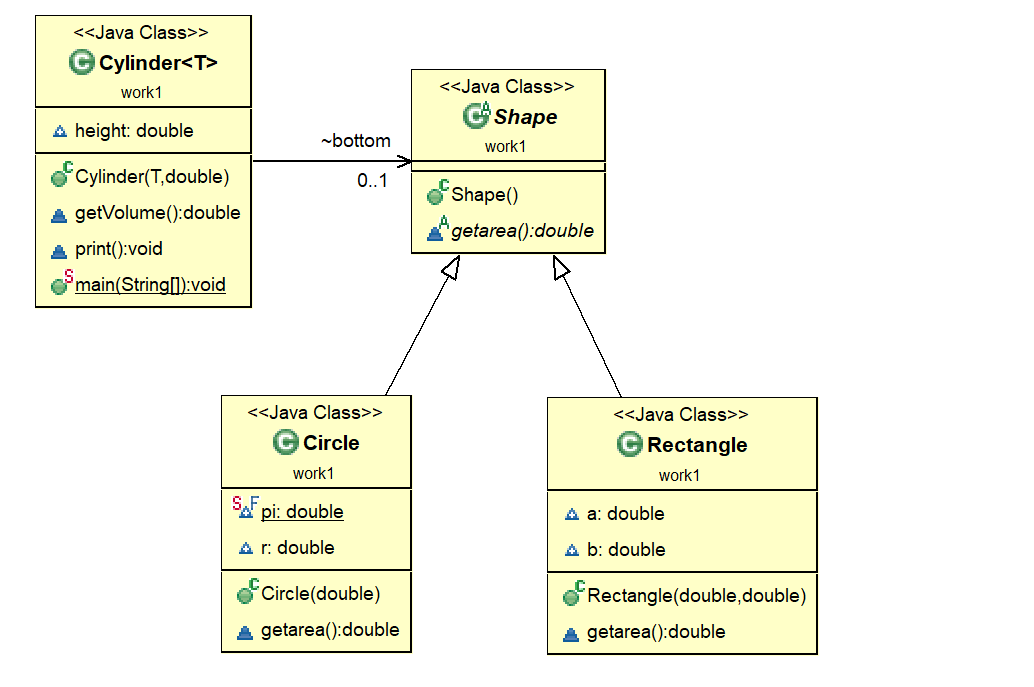 <<Java Class>>
Cylinder<T>
work1
height: double
Cylinder(T,double)
getVolume():double
print():void
main(String[]):void
~bottom
0..1
<<Java Class>>
Shape
work1
Shape()
getarea():double
<<Java Class>>
Circle
work1
pi: double
r: double
Circle(double)
getarea():double
<<Java Class>>
Rectangle
work1
a: double
b: double
Rectangle(double,double)
getarea():double